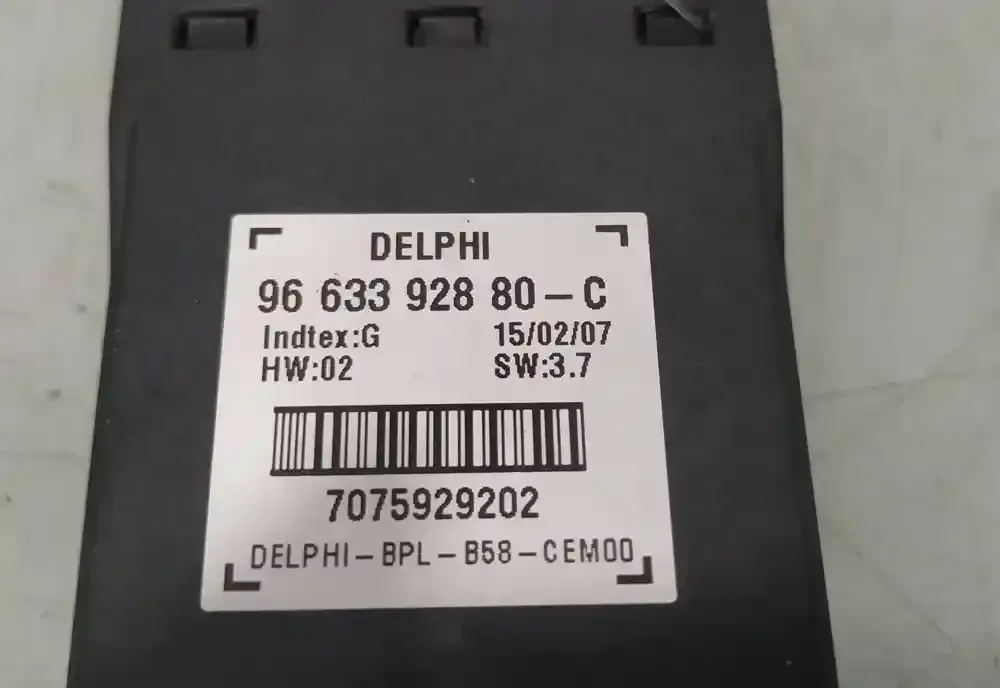 DELPHI
96 633 928 80-C
Indtex:G 15/02/07
HW:02 SW:3.7
7075929202
DELPHI-BPL-B58-CEM00